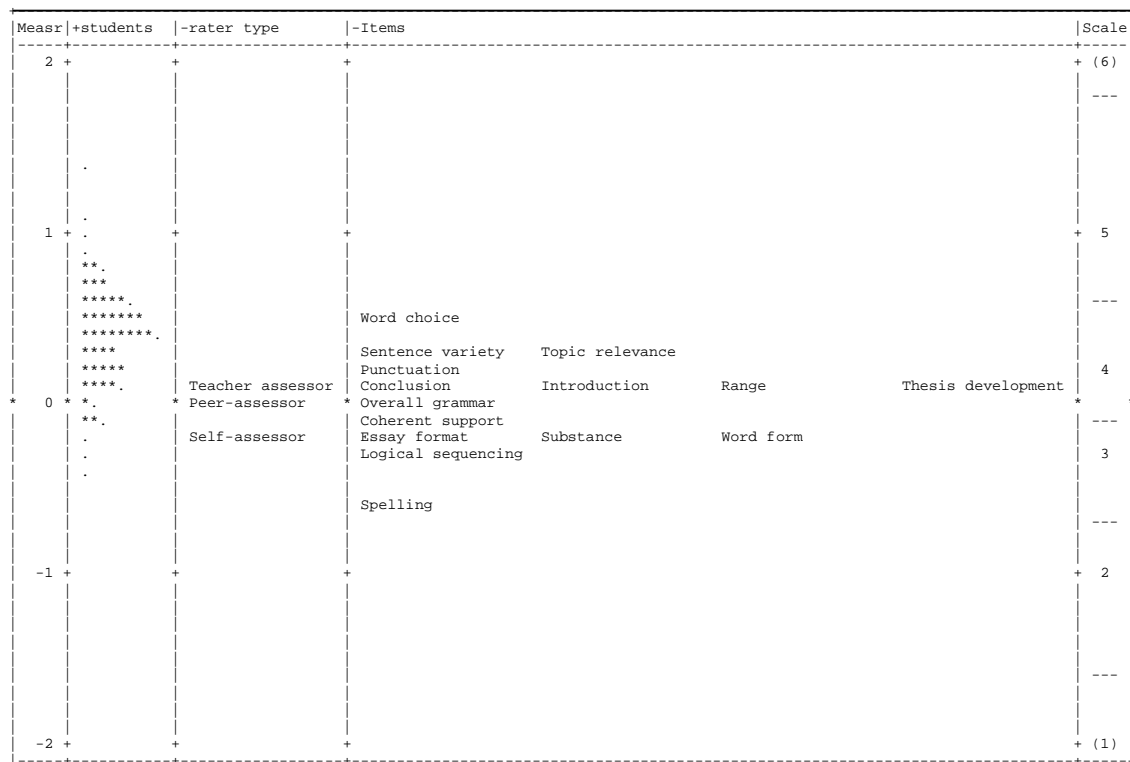 Measr|+students |-rater type |-Items |Scale
2 + + + + (6)
---
.
.
1 + . + + + 5
.
**.
***
*****. ---
******* Word choice
********.
**** Sentence variety Topic relevance
***** Punctuation 4
****. Teacher assessor Conclusion Introduction Range Thesis development
* 0 * *. * Peer-assessor * Overall grammar * *
**. Coherent support ---
. Self-assessor Essay format Substance Word form
. Logical sequencing 3
.
Spelling
---
-1 + + + + 2
---
-2 + + + + (1)